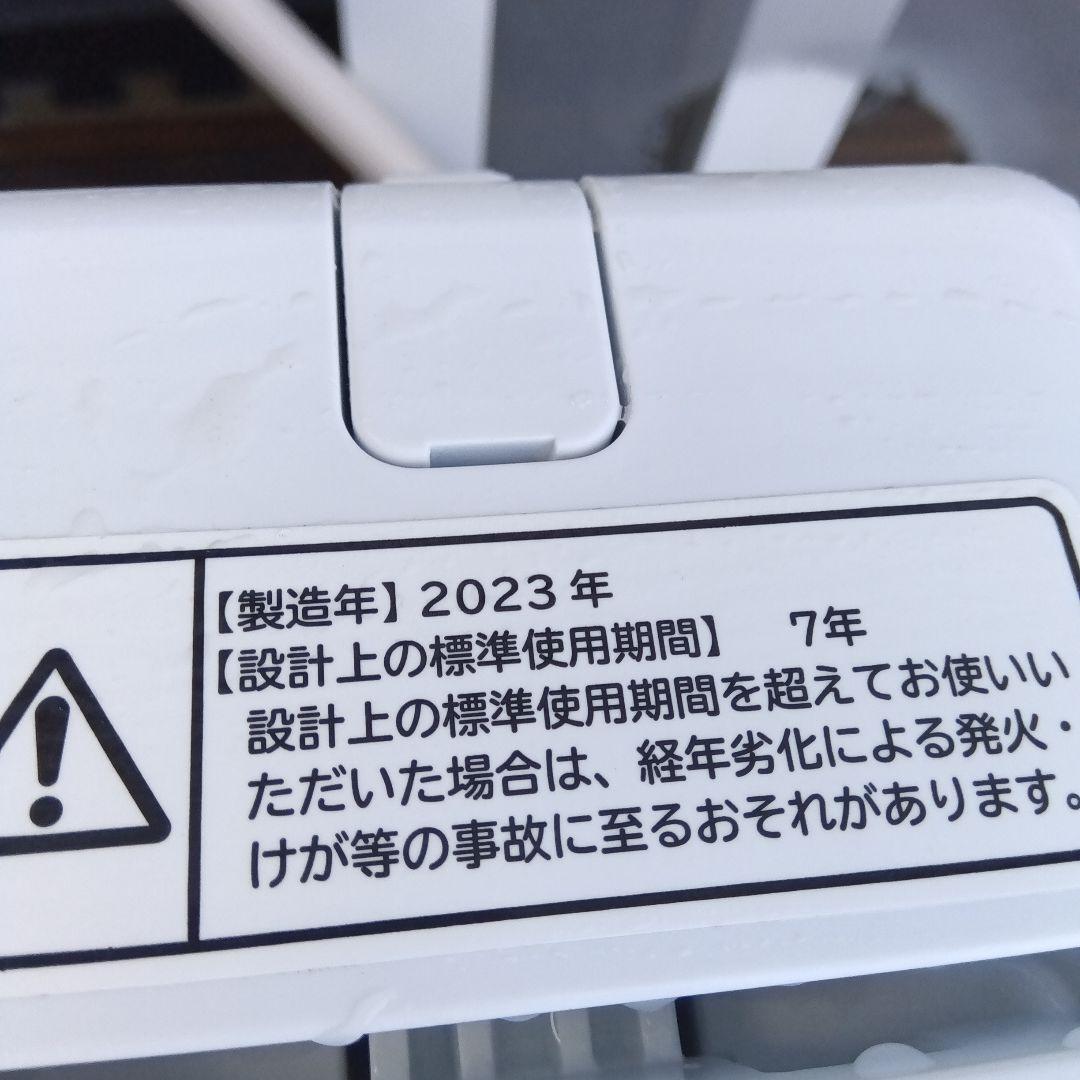 【製造年】2023年
【設計上の標準使用期間】 7年
設計上の標準使用期間を超えてお使いい
ただいた場合は、経年劣化による発火・
けが等の事故に至るおそれがあります。